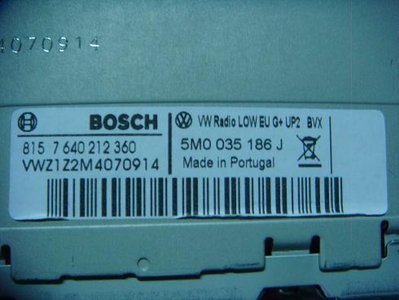 4070914
BOSCH
VW Radio LOW EU G+ UP2 BVX
815 7 640 212 360
5M0 035 186 J
VWZ1Z2M4070914
Made in Portugal